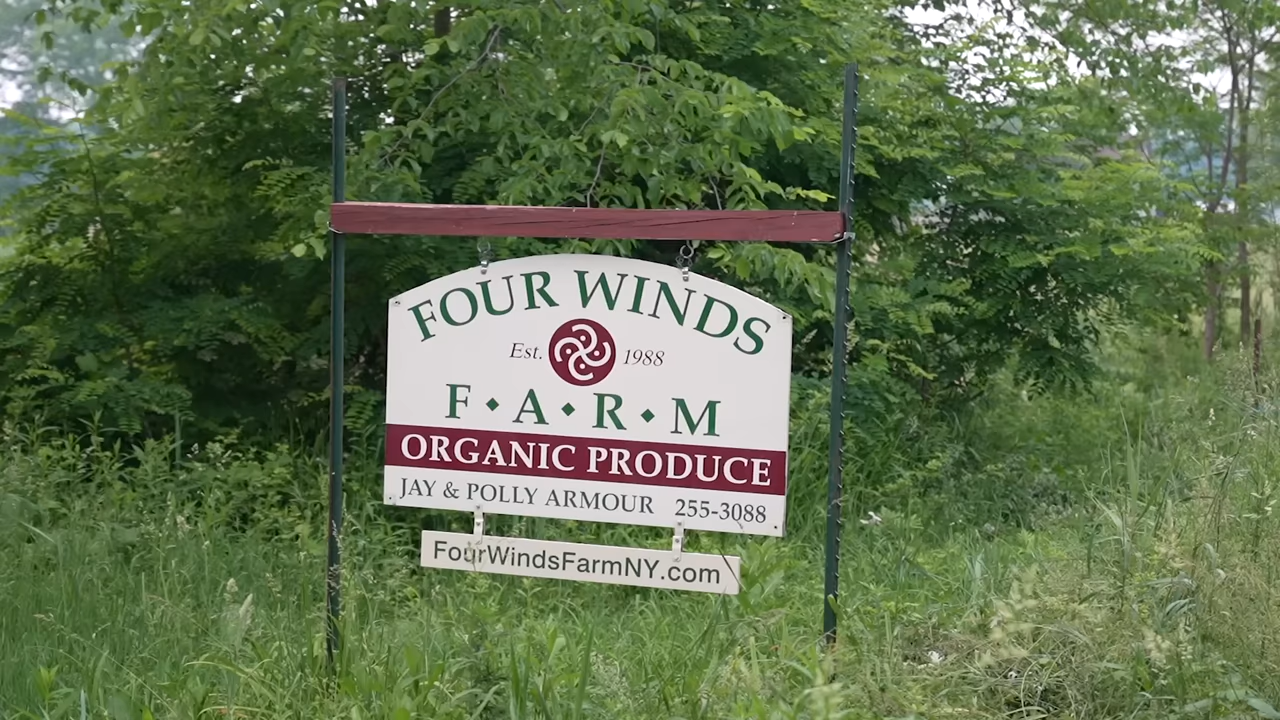 FOUR WINDS
Est. 1988
F•A•R•M
ORGANIC PRODUCE
JAY & POLLY ARMOUR 255-3088
FourWindsFarmNY.com